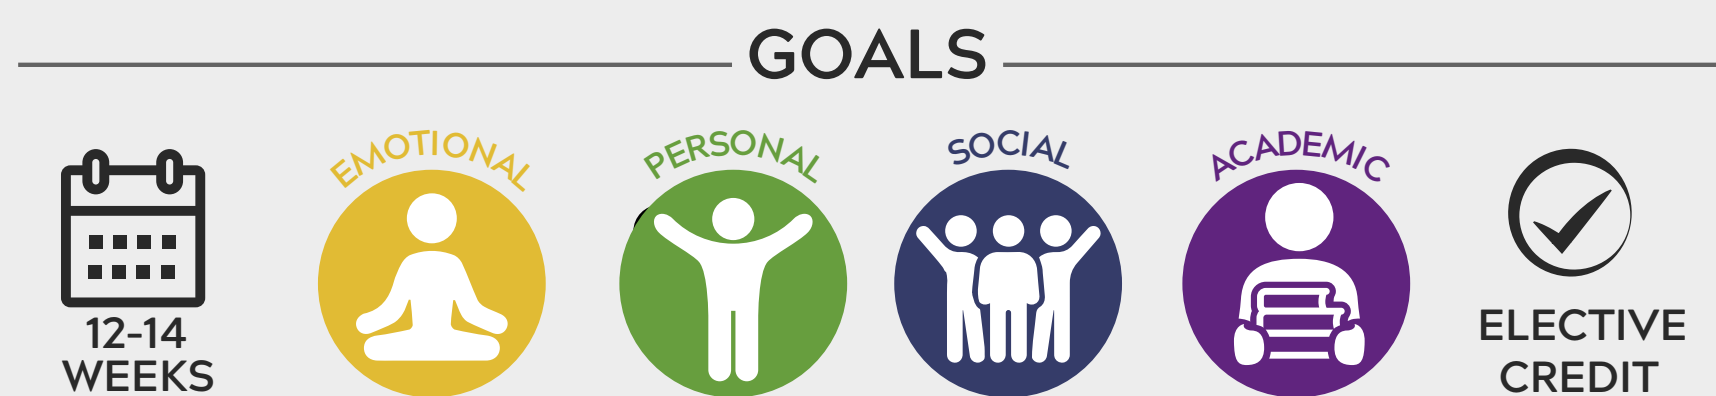 GOALS
12-14
WEEKS
EMOTIONAL
PERSONAL
SOCIAL
ACADEMIC
ELECTIVE
CREDIT